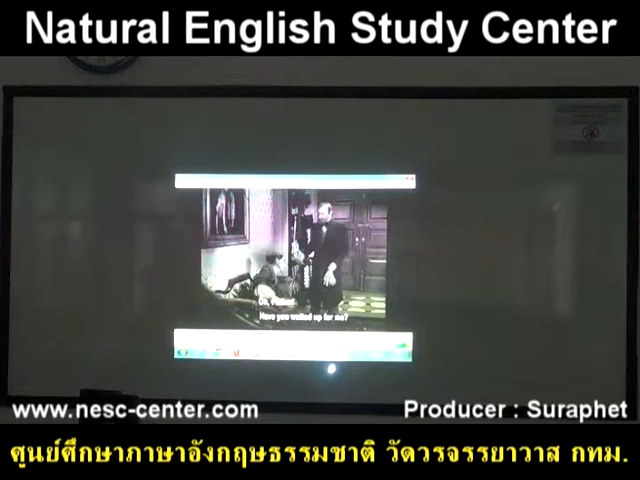 Natural English Study Center
Have you waited up for me?
www.nesc-center.com
Producer : Suraphet
ศูนย์ศึกษาภาษาอังกฤษธรรมชาติ วัดวรจรรยาวาส กทม.